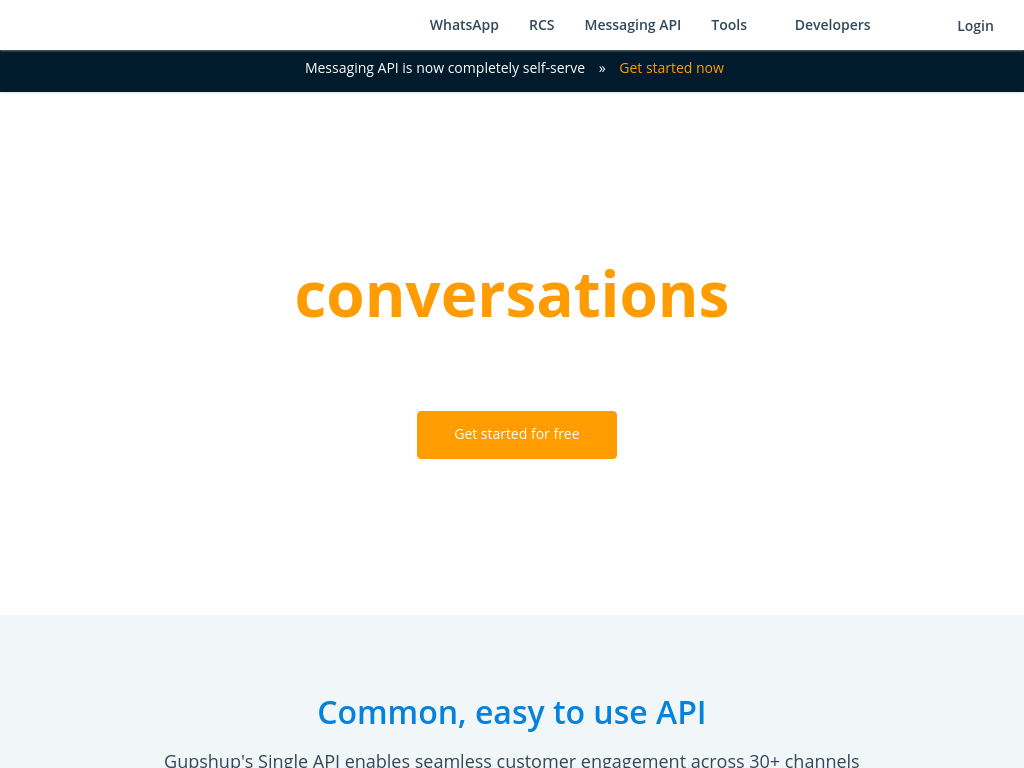 WhatsApp RCS Messaging API Tools Developers Login
Messaging API is now completely self-serve » Get started now
conversations
Get started for free
Common, easy to use API
Gupshup's Single API enables seamless customer engagement across 30+ channels